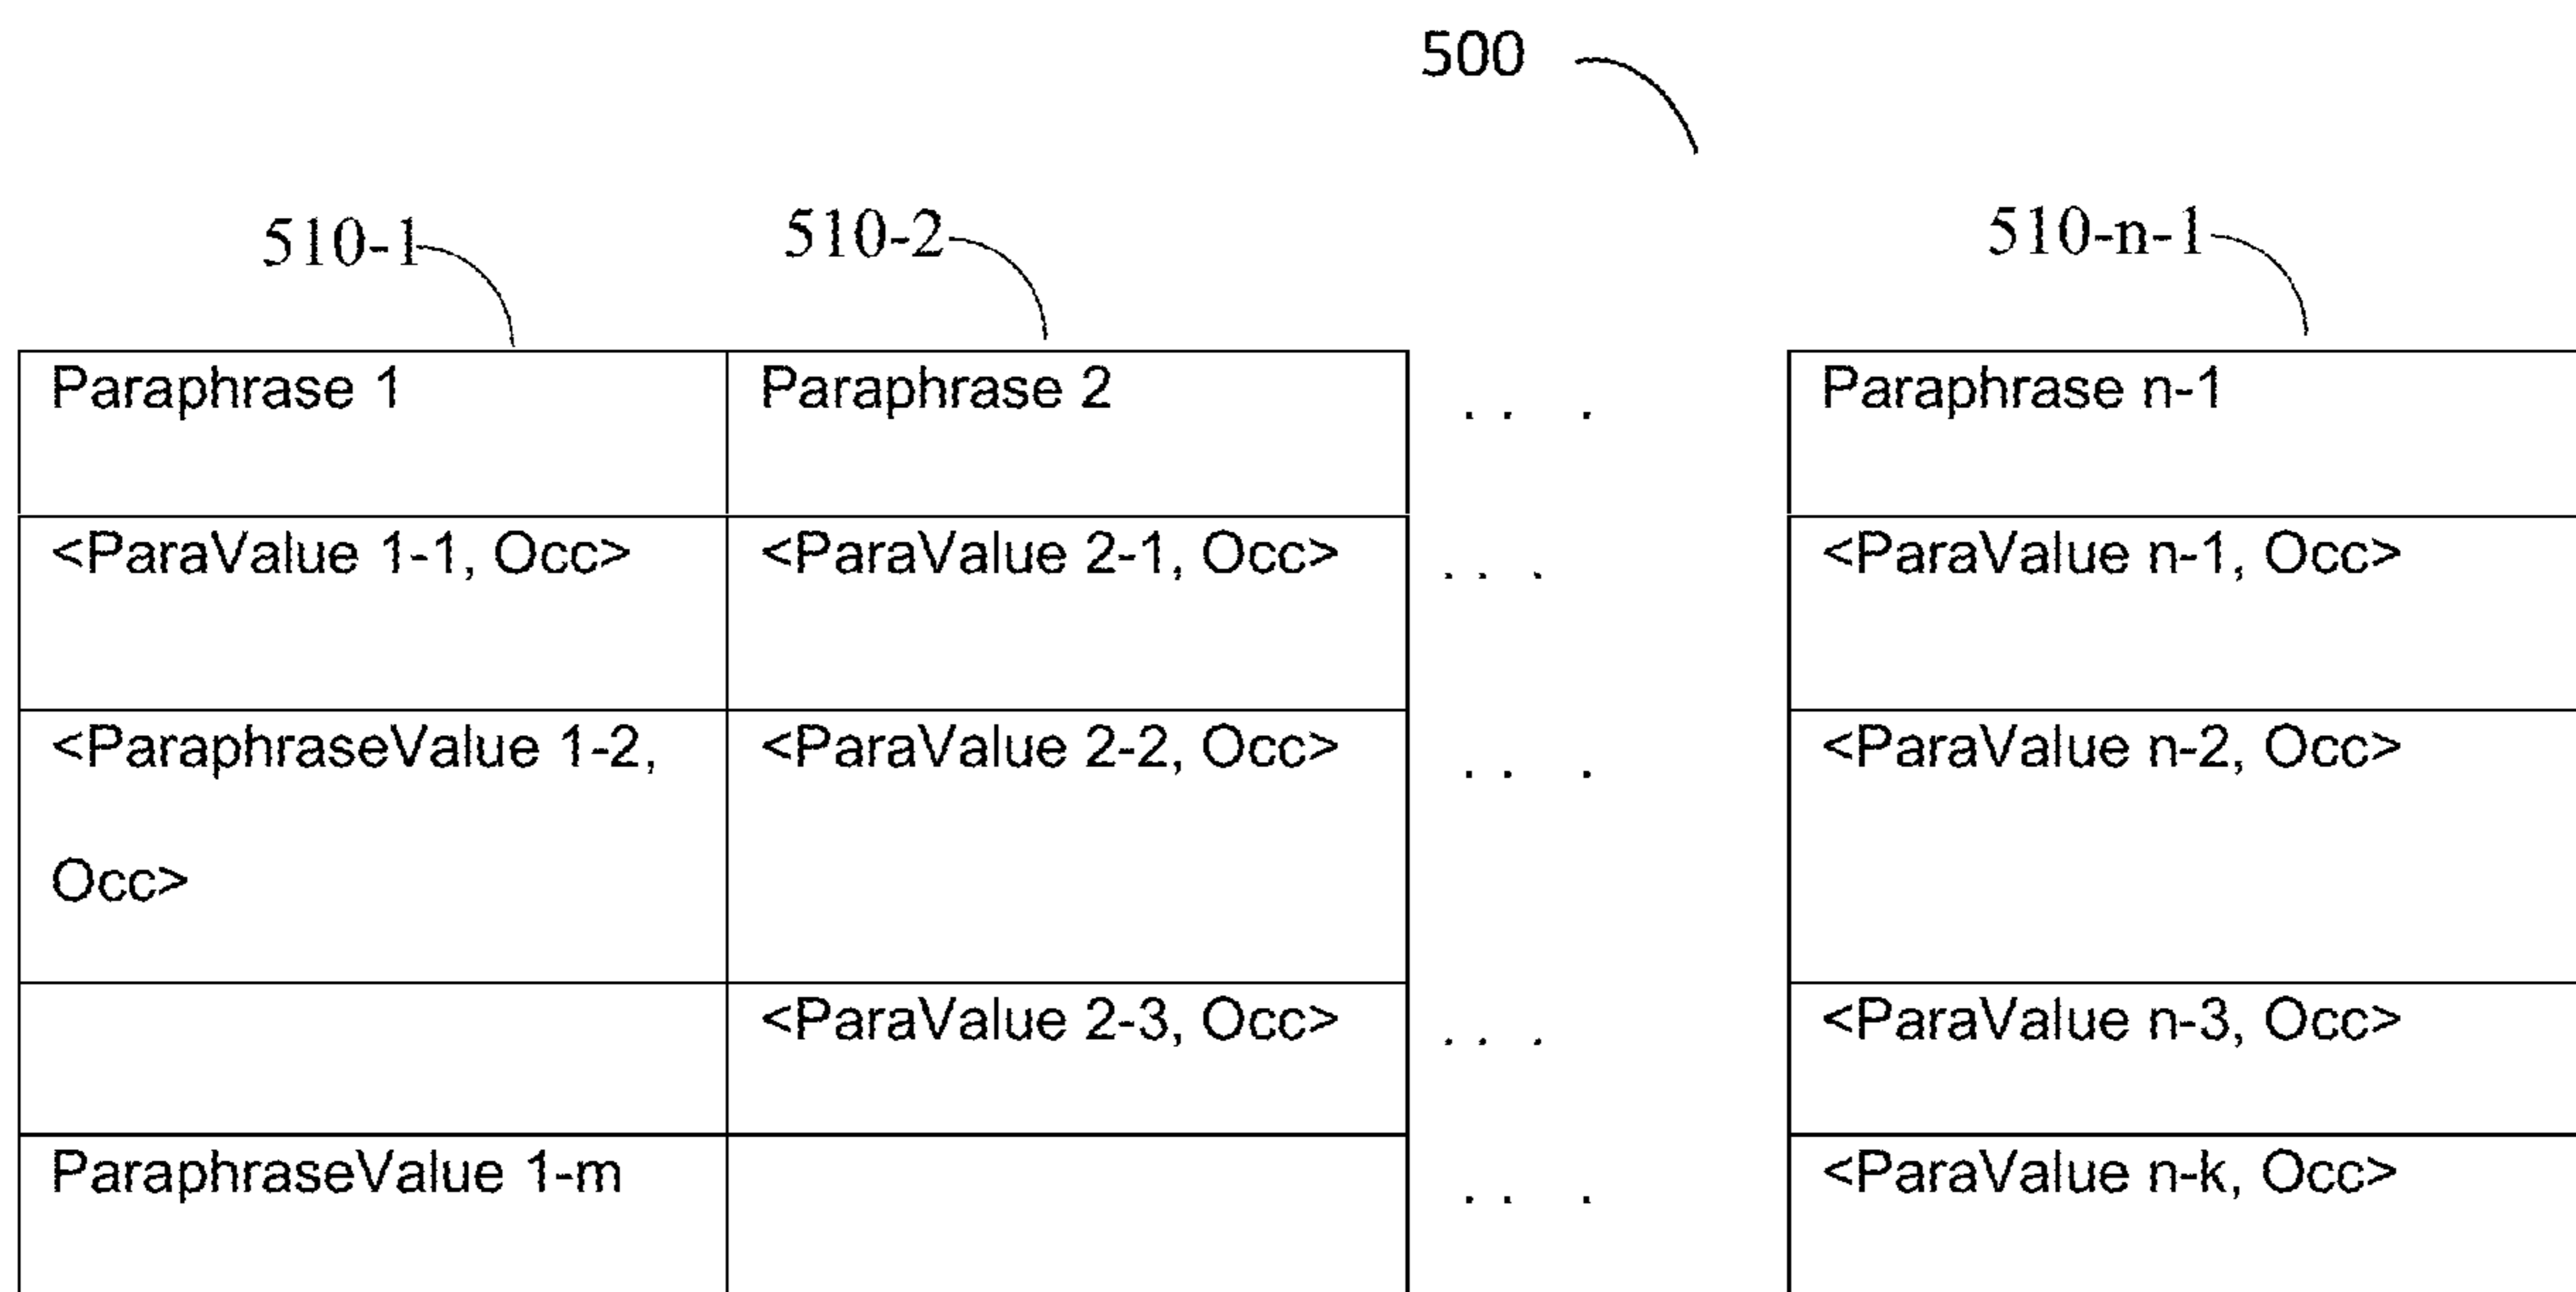 500
510-1 510-2 510-n-1
Paraphrase 1 Paraphrase 2 . . . Paraphrase n-1
<ParaValue 1-1, Occ> <ParaValue 2-1, Occ> . . . <ParaValue n-1, Occ>
<ParaphraseValue 1-2, <ParaValue 2-2, Occ> . . . <ParaValue n-2, Occ>
Occ>
<ParaValue 2-3, Occ> . . . <ParaValue n-3, Occ>
ParaphraseValue 1-m . . . <ParaValue n-k, Occ>